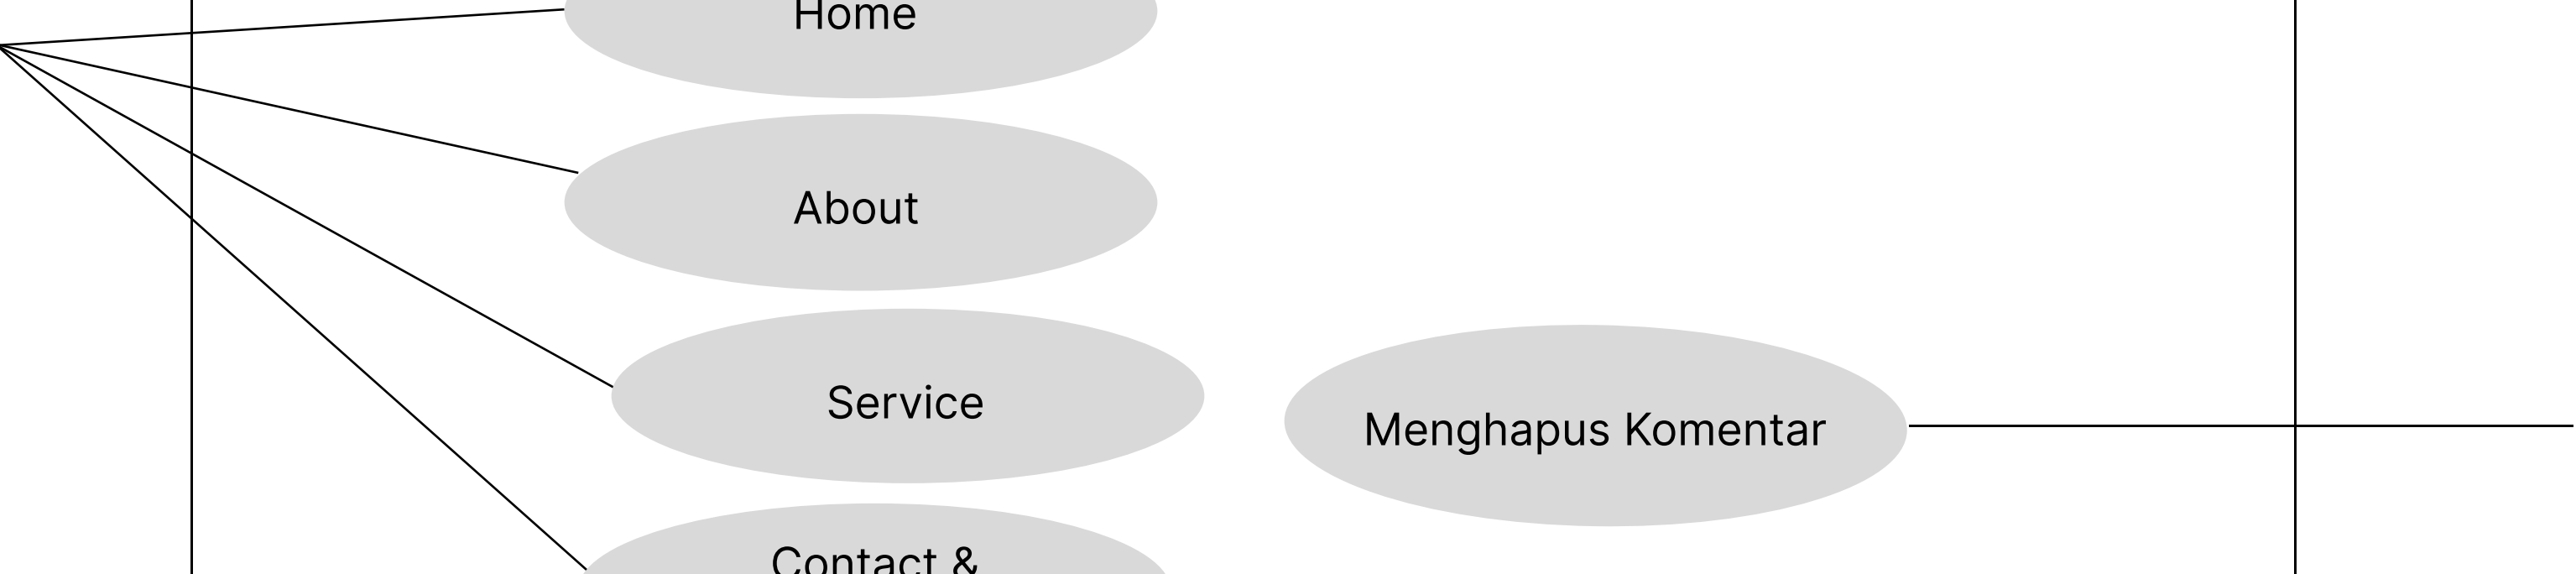 Home
About
Service
Menghapus Komentar
Contact &